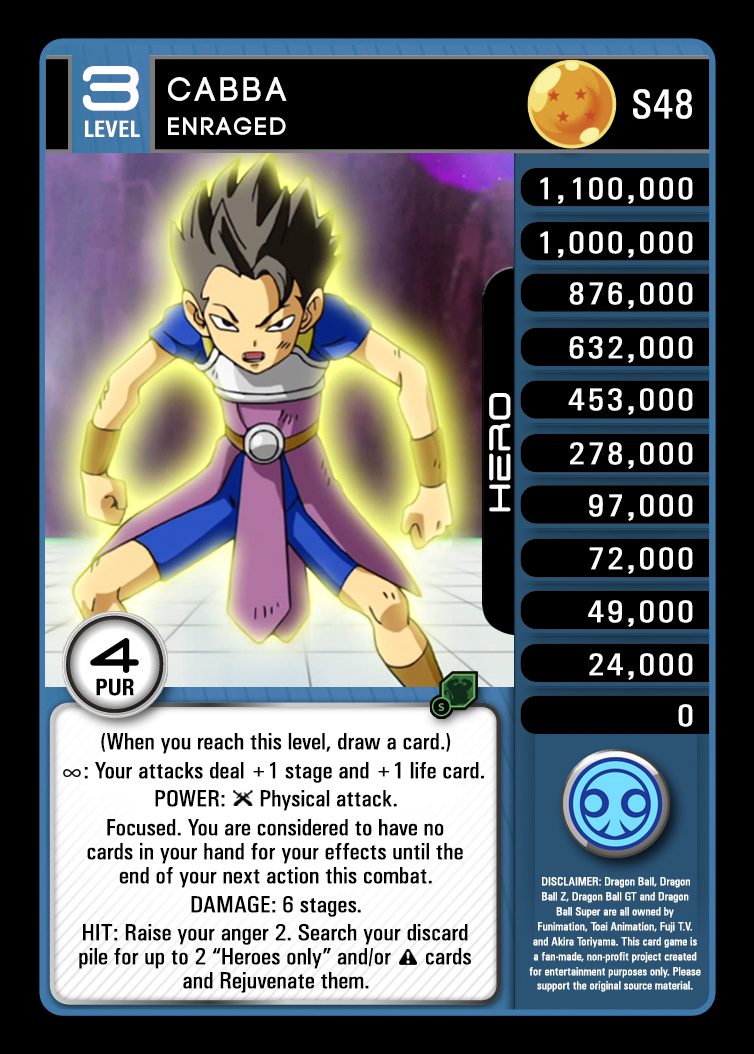 3
LEVEL
CABBA
ENRAGED
S48
1,100,000
1,000,000
876,000
632,000
453,000
278,000
97,000
72,000
49,000
24,000
0
HERO
4
PUR
S
(When you reach this level, draw a card.)
∞: Your attacks deal +1 stage and +1 life card.
POWER: Physical attack.
Focused. You are considered to have no
cards in your hand for your effects until the
end of your next action this combat.
DAMAGE: 6 stages.
HIT: Raise your anger 2. Search your discard
pile for up to 2 “Heroes only” and/or ⚠ cards
and Rejuvenate them.
DISCLAIMER: Dragon Ball, Dragon
Ball Z, Dragon Ball GT and Dragon
Ball Super are all owned by
Funimation, Toei Animation, Fuji T.V.
and Akira Toriyama. This card game is
a fan-made, non-profit project created
for entertainment purposes only. Please
support the original source material.